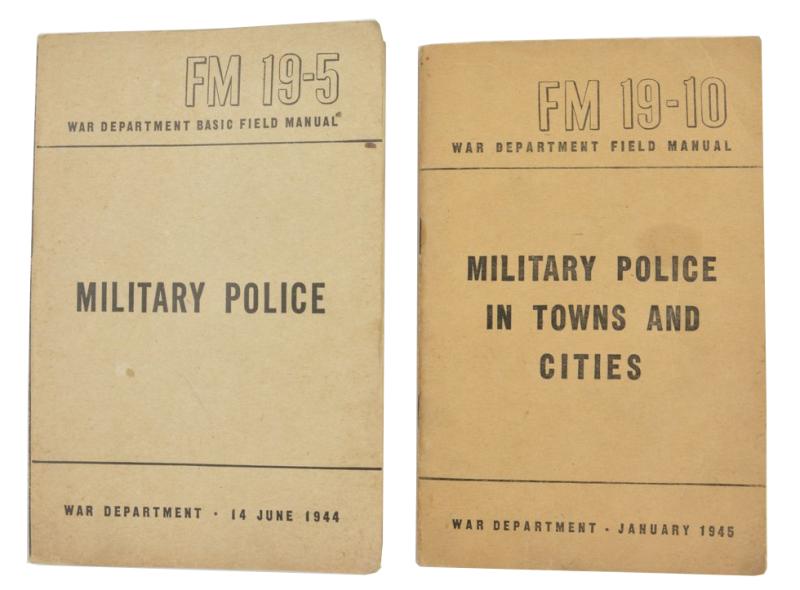 FM 19-5
WAR DEPARTMENT BASIC FIELD MANUAL
MILITARY POLICE
WAR DEPARTMENT · 14 JUNE 1944
FM 19-10
WAR DEPARTMENT FIELD MANUAL
MILITARY POLICE
IN TOWNS AND
CITIES
WAR DEPARTMENT · JANUARY 1945